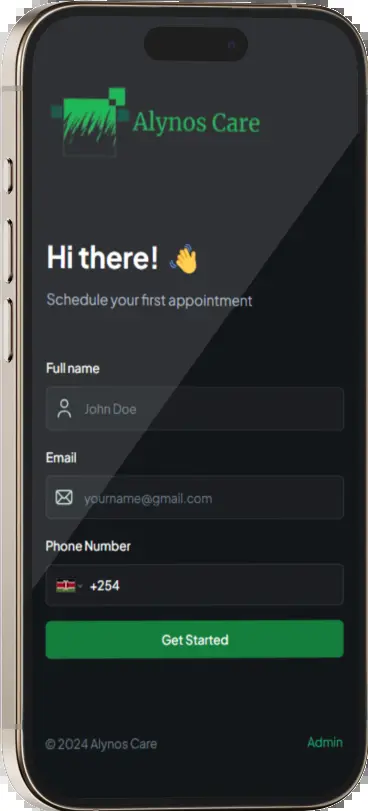 Alynos Care
Hi there! 👋
Schedule your first appointment
Full name
John Doe
Email
yourname@gmail.com
Phone Number
+254
Get Started
© 2024 Alynos Care
Admin